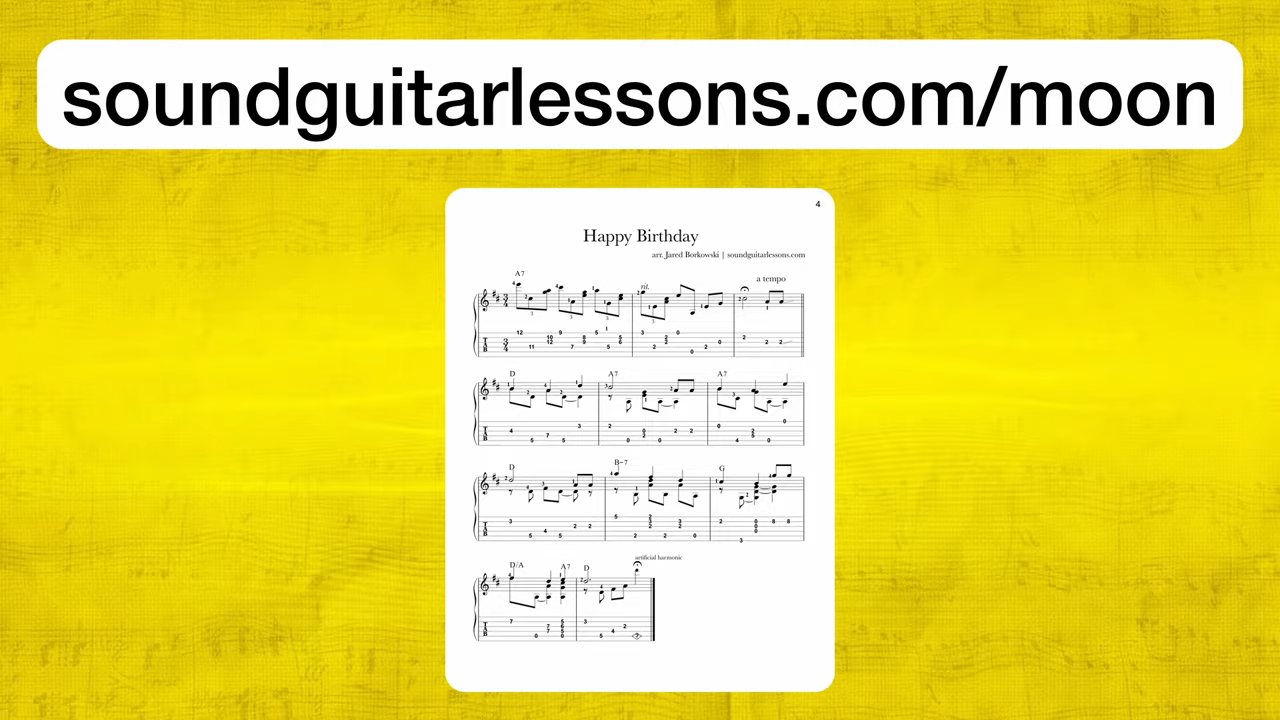 soundguitarlessons.com/moon
4
Happy Birthday
arr. Jared Borkowski | soundguitarlessons.com
A7
rit.
a tempo
D
A7
A7
D
B-7
G
artificial harmonic
D/A
A7
D